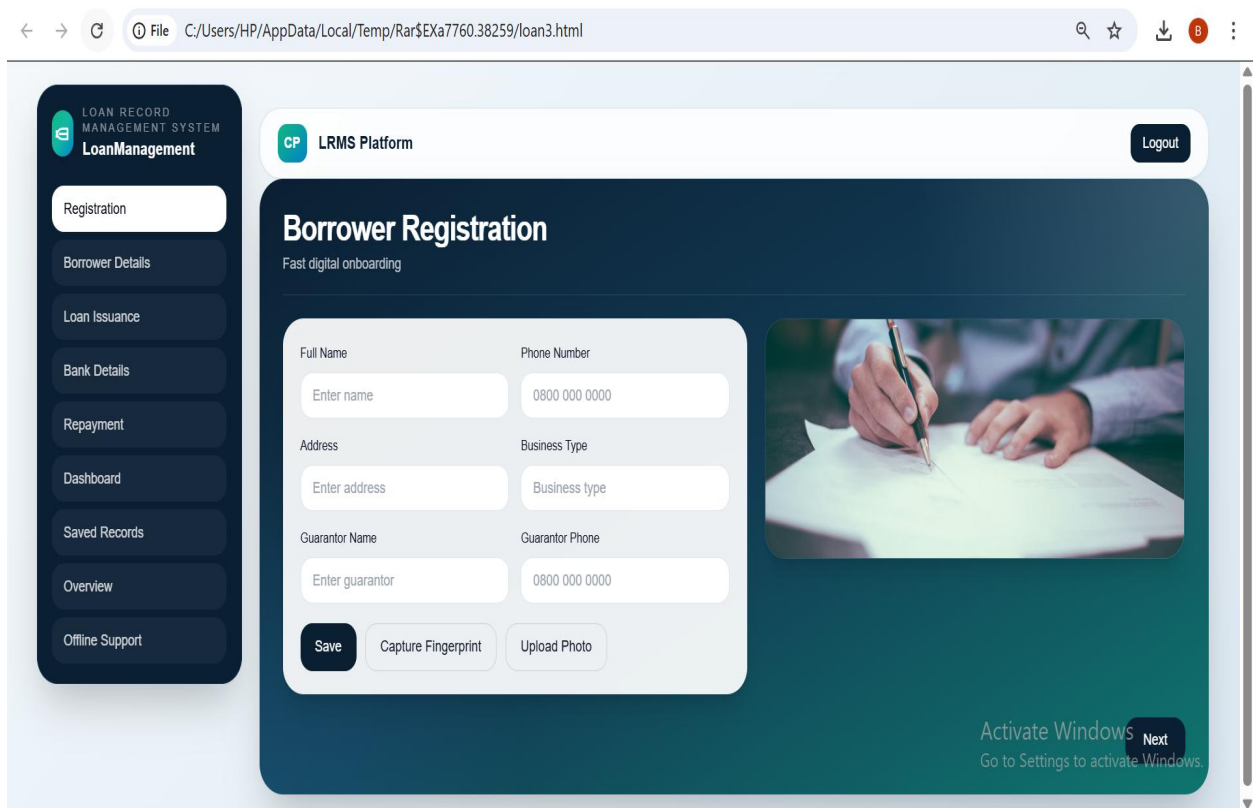 File C:/Users/HP/AppData/Local/Temp/Rar$EXa7760.38259/loan3.html
B
LOAN RECORD
MANAGEMENT SYSTEM
LoanManagement
Registration
Borrower Details
Loan Issuance
Bank Details
Repayment
Dashboard
Saved Records
Overview
Offline Support
CP LRMS Platform
Logout
Borrower Registration
Fast digital onboarding
Full Name Phone Number
Enter name 0800 000 0000
Address Business Type
Enter address Business type
Guarantor Name Guarantor Phone
Enter guarantor 0800 000 0000
Save Capture Fingerprint Upload Photo
Activate Windows
Next
Go to Settings to activate Windows.